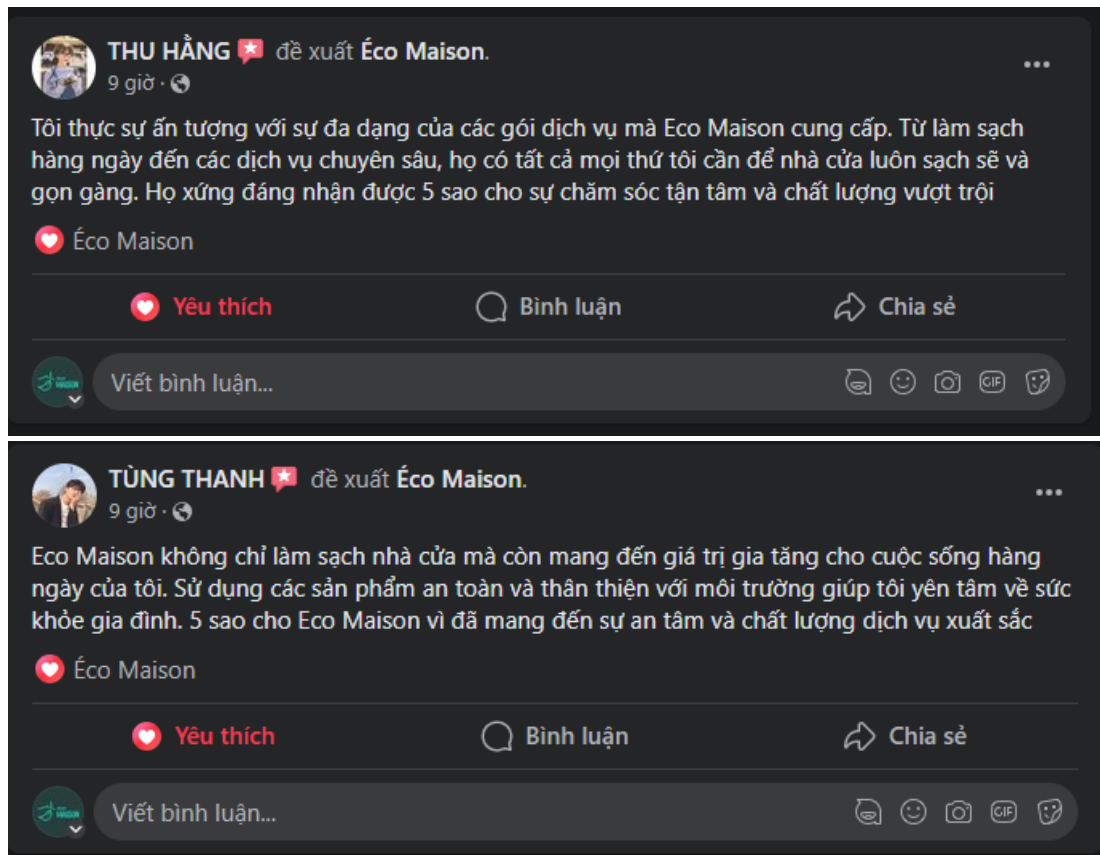 THU HẰNG đề xuất Éco Maison.
9 giờ ·
Tôi thực sự ấn tượng với sự đa dạng của các gói dịch vụ mà Eco Maison cung cấp. Từ làm sạch
hàng ngày đến các dịch vụ chuyên sâu, họ có tất cả mọi thứ tôi cần để nhà cửa luôn sạch sẽ và
gọn gàng. Họ xứng đáng nhận được 5 sao cho sự chăm sóc tận tâm và chất lượng vượt trội
Éco Maison
Yêu thích Bình luận Chia sẻ
Viết bình luận... GIF
TÙNG THANH đề xuất Éco Maison.
9 giờ ·
Eco Maison không chỉ làm sạch nhà cửa mà còn mang đến giá trị gia tăng cho cuộc sống hàng
ngày của tôi. Sử dụng các sản phẩm an toàn và thân thiện với môi trường giúp tôi yên tâm về sức
khỏe gia đình. 5 sao cho Eco Maison vì đã mang đến sự an tâm và chất lượng dịch vụ xuất sắc
Éco Maison
Yêu thích Bình luận Chia sẻ
Viết bình luận... GIF